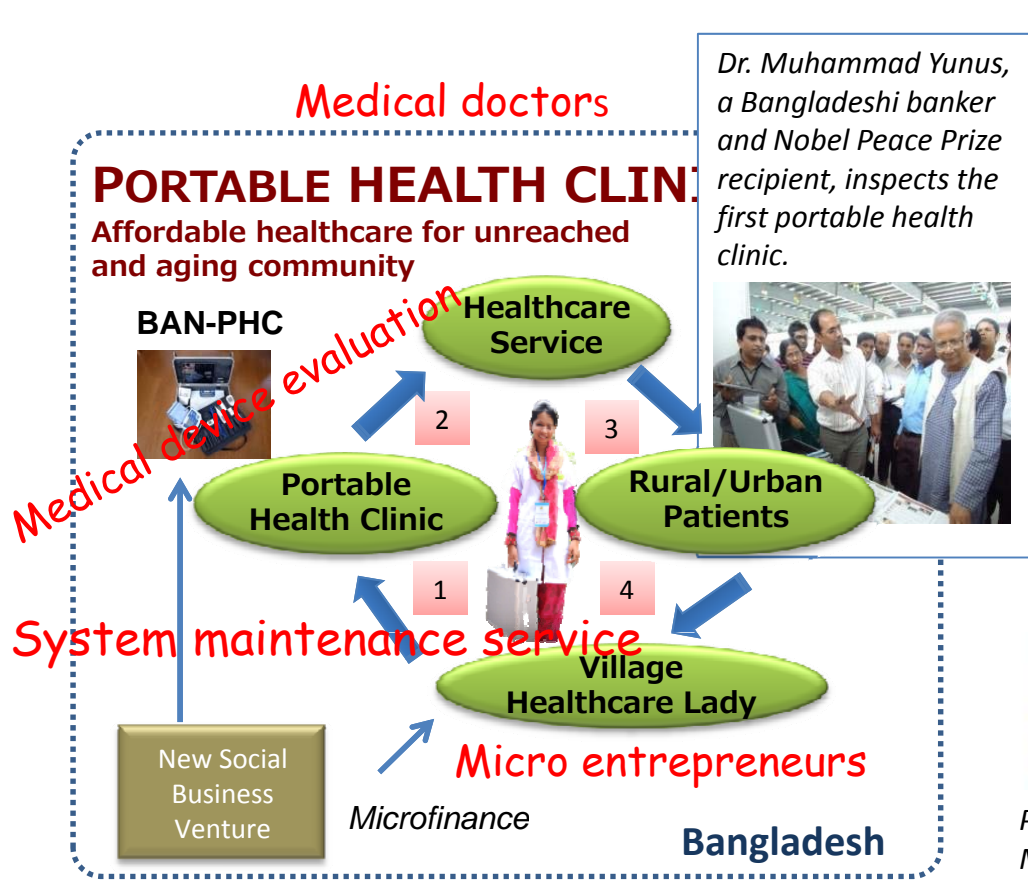 Medical doctors
PORTABLE HEALTH CLINI
Affordable healthcare for unreached
and aging community
Dr. Muhammad Yunus,
a Bangladeshi banker
and Nobel Peace Prize
recipient, inspects the
first portable health
clinic.
BAN-PHC
Medical device evaluation
Healthcare
Service
2
3
Portable
Health Clinic
Rural/Urban
Patients
1
4
System maintenance service
Village
Healthcare Lady
New Social
Business
Venture
Micro entrepreneurs
Microfinance
Bangladesh